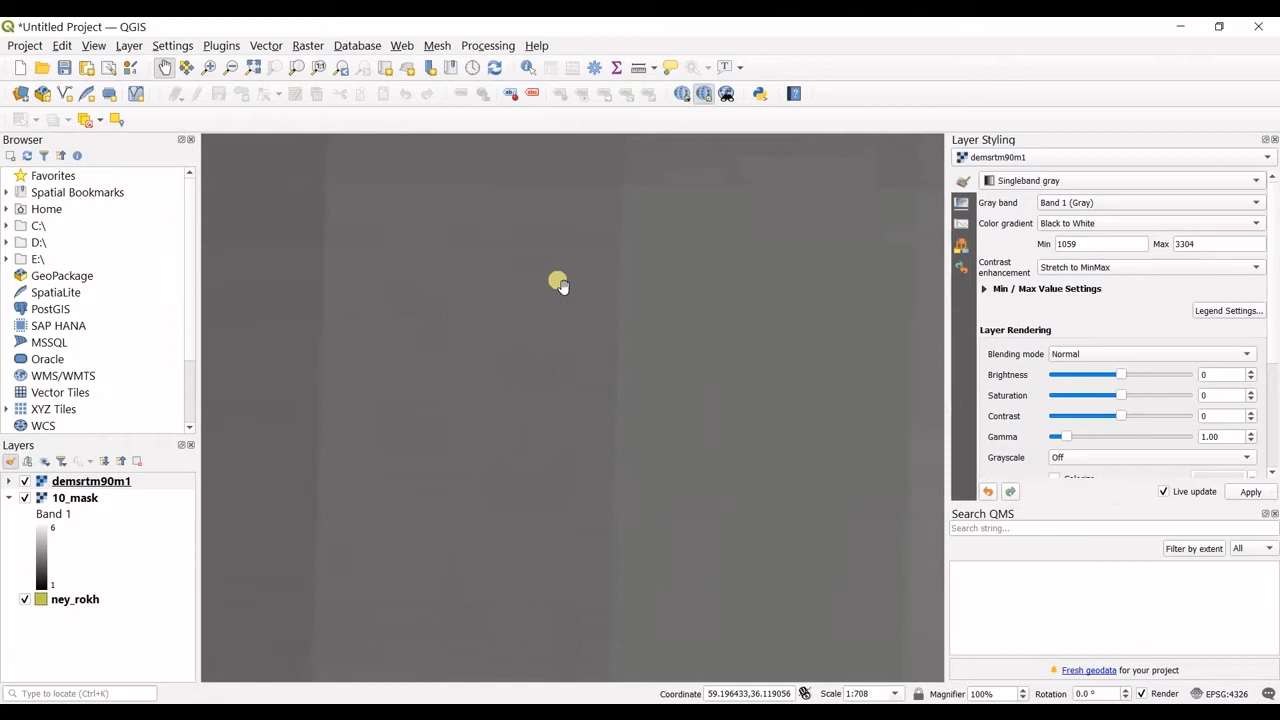 *Untitled Project — QGIS
Project Edit View Layer Settings Plugins Vector Raster Database Web Mesh Processing Help
Browser
Favorites
Spatial Bookmarks
Home
C:\
D:\
E:\
GeoPackage
SpatiaLite
PostGIS
SAP HANA
MSSQL
Oracle
WMS/WMTS
Vector Tiles
XYZ Tiles
WCS
Layers
demsrtm90m1
10_mask
Band 1
6
1
ney_rokh
Layer Styling
demsrtm90m1
Singleband gray
Gray band Band 1 (Gray)
Color gradient Black to White
Min 1059 Max 3304
Contrast enhancement Stretch to MinMax
Min / Max Value Settings
Legend Settings...
Layer Rendering
Blending mode Normal
Brightness 0
Saturation 0
Contrast 0
Gamma 1.00
Grayscale Off
Live update Apply
Search QMS
Search string...
Filter by extent All
Fresh geodata for your project
Type to locate (Ctrl+K) Coordinate 59.196433,36.119056 Scale 1:708 Magnifier 100% Rotation 0.0 ° Render EPSG:4326